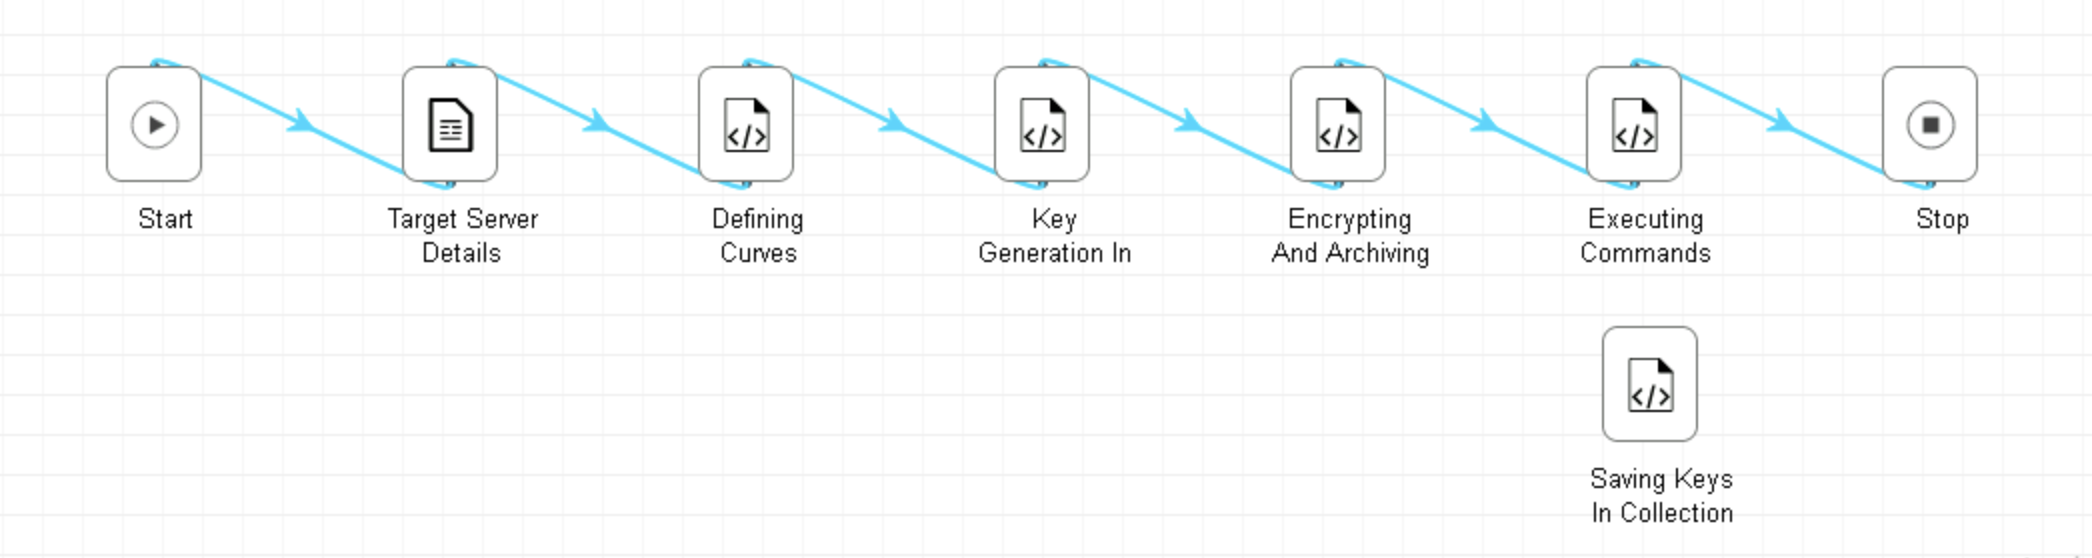 Start
Target Server
Details
Defining
Curves
Key
Generation In
Encrypting
And Archiving
Executing
Commands
Stop
Saving Keys
In Collection